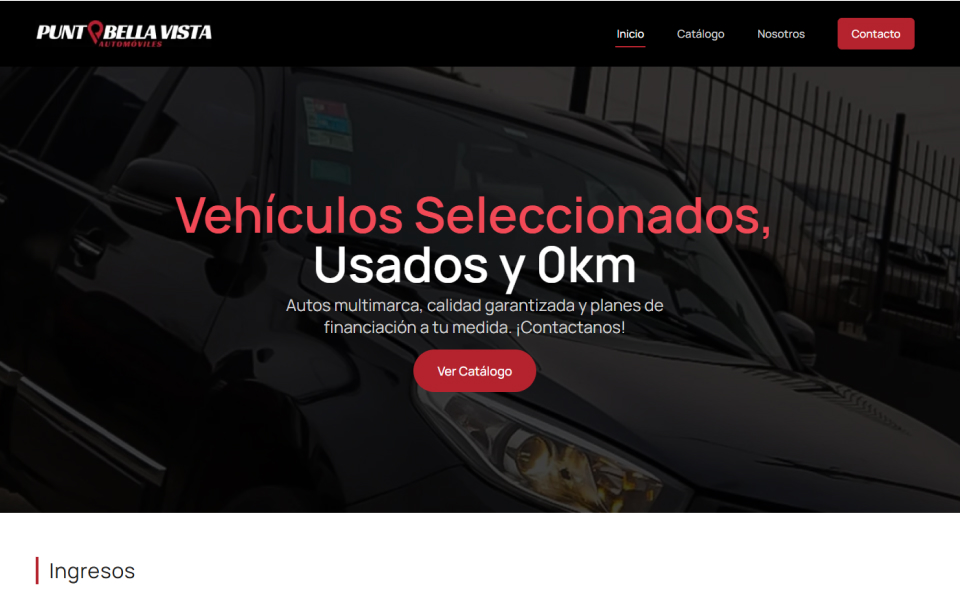 PUNTO BELLA VISTA
AUTOMÓVILES
Inicio
Catálogo
Nosotros
Contacto
Vehículos Seleccionados,
Usados y 0km
Autos multimarca, calidad garantizada y planes de
financiación a tu medida. ¡Contactanos!
Ver Catálogo
Ingresos